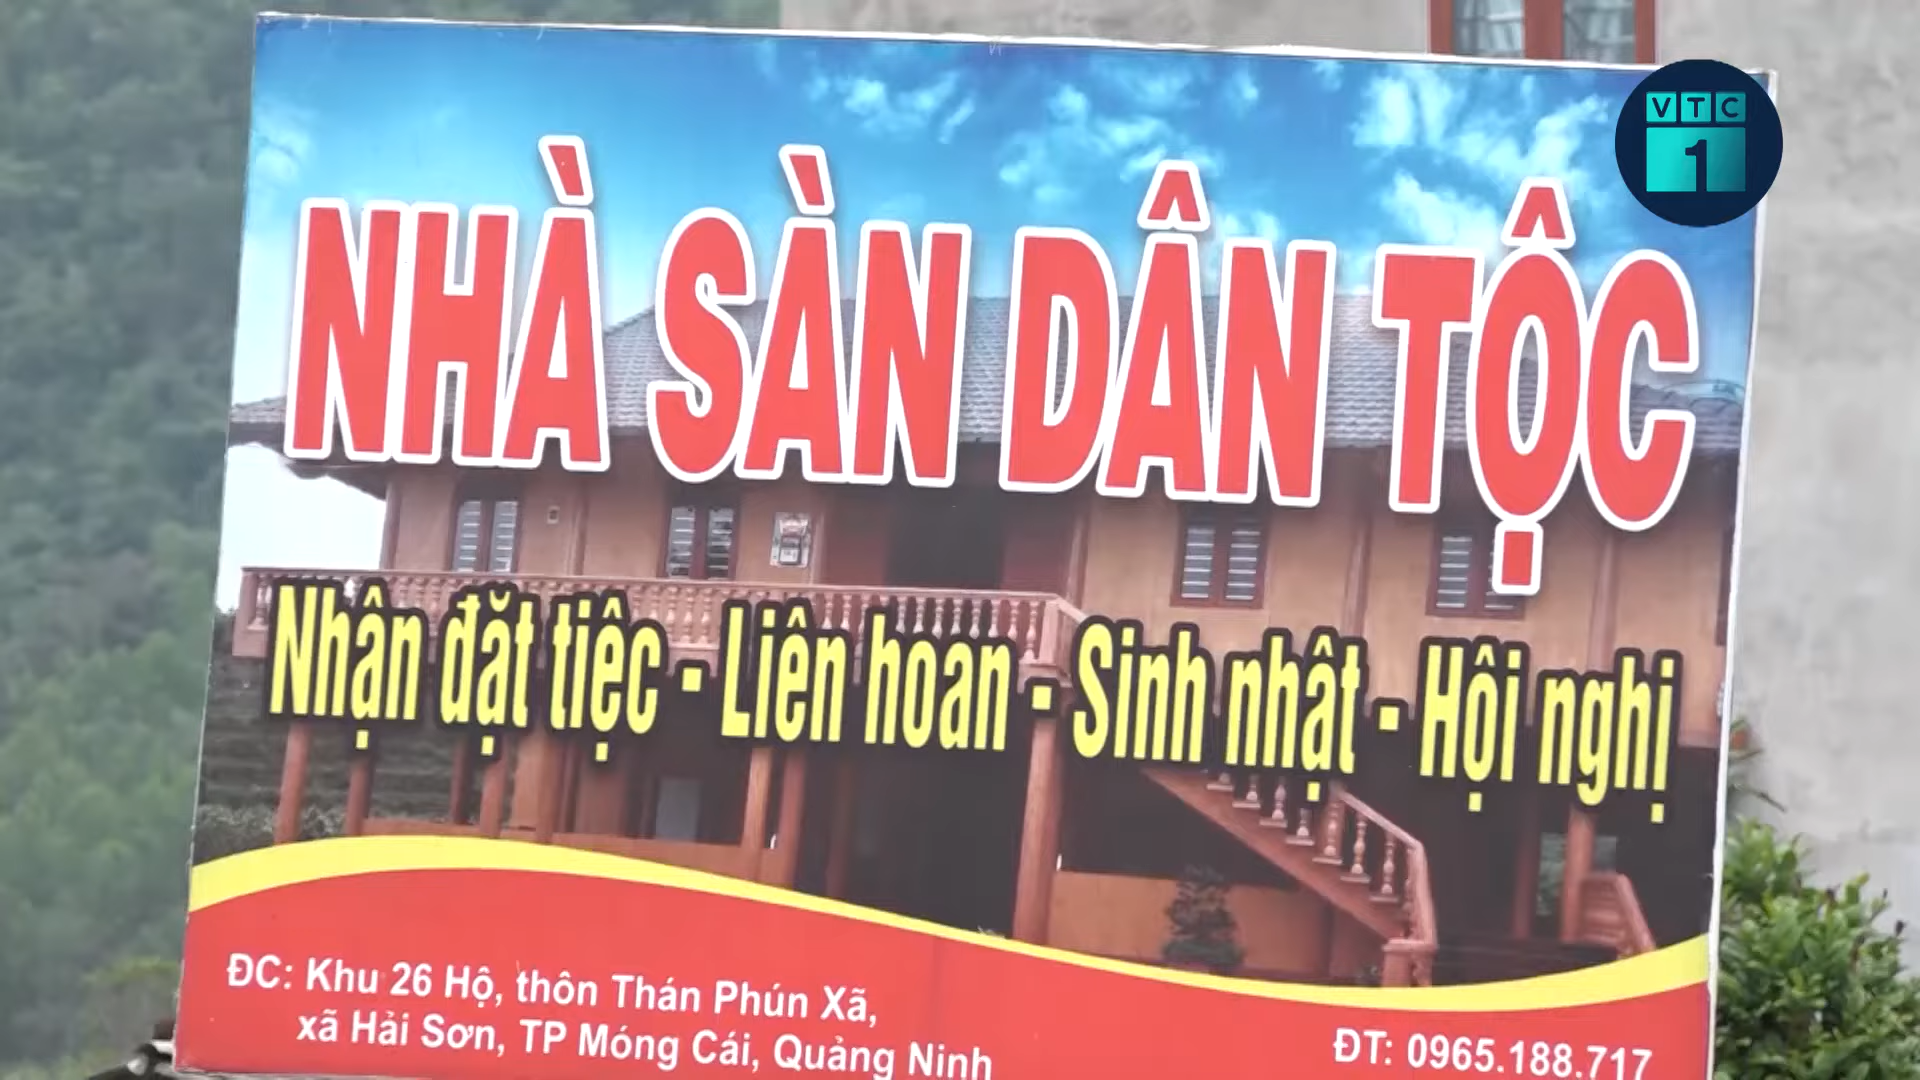 VTC
1
NHÀ SÀN DÂN TỘC
Nhận đặt tiệc - Liên hoan - Sinh nhật - Hội nghị
ĐC: Khu 26 Hộ, thôn Thán Phún Xã,
xã Hải Sơn, TP Móng Cái, Quảng Ninh
ĐT: 0965.188.717